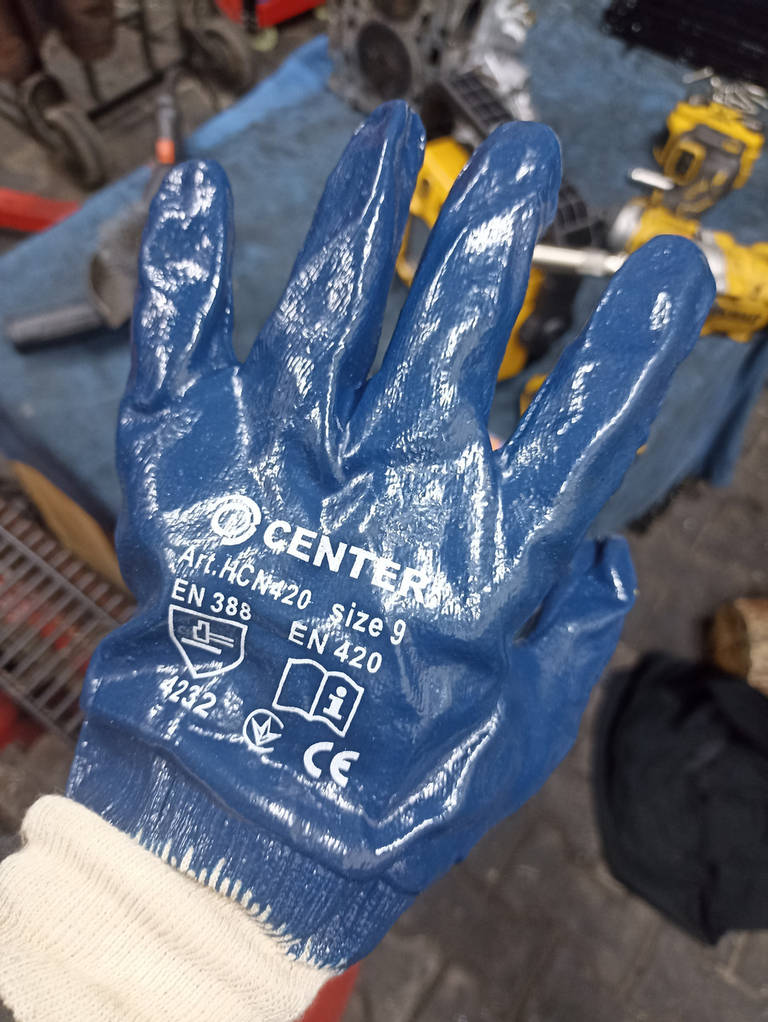 CENTER
Art.HCN420 size 9
EN 388 EN 420
4232
i
CE